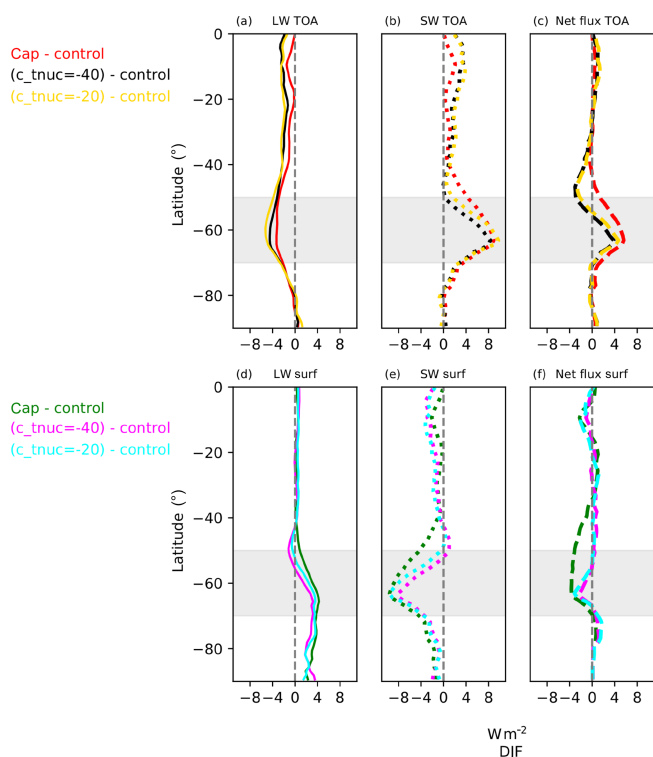 (a) LW TOA (b) SW TOA (c) Net flux TOA
Cap - control
(c_tnuc=-40) - control
(c_tnuc=-20) - control
Latitude (°)
0
−20
−40
−60
−80
−8 −4 0 4 8 −8 −4 0 4 8 −8 −4 0 4 8
(d) LW surf (e) SW surf (f) Net flux surf
Cap - control
(c_tnuc=-40) - control
(c_tnuc=-20) - control
Latitude (°)
0
−20
−40
−60
−80
−8 −4 0 4 8 −8 −4 0 4 8 −8 −4 0 4 8
Wm⁻²
DIF